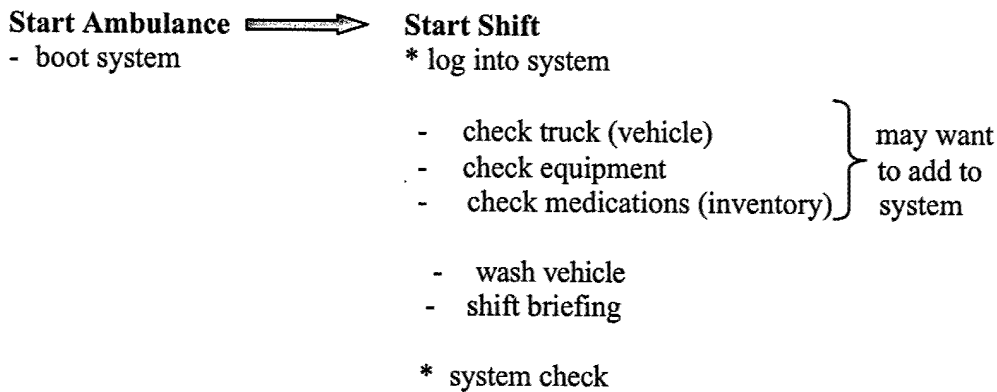 Start Ambulance Start Shift
- boot system * log into system
- check truck (vehicle) may want
- check equipment to add to
- check medications (inventory) system
- wash vehicle
- shift briefing
* system check